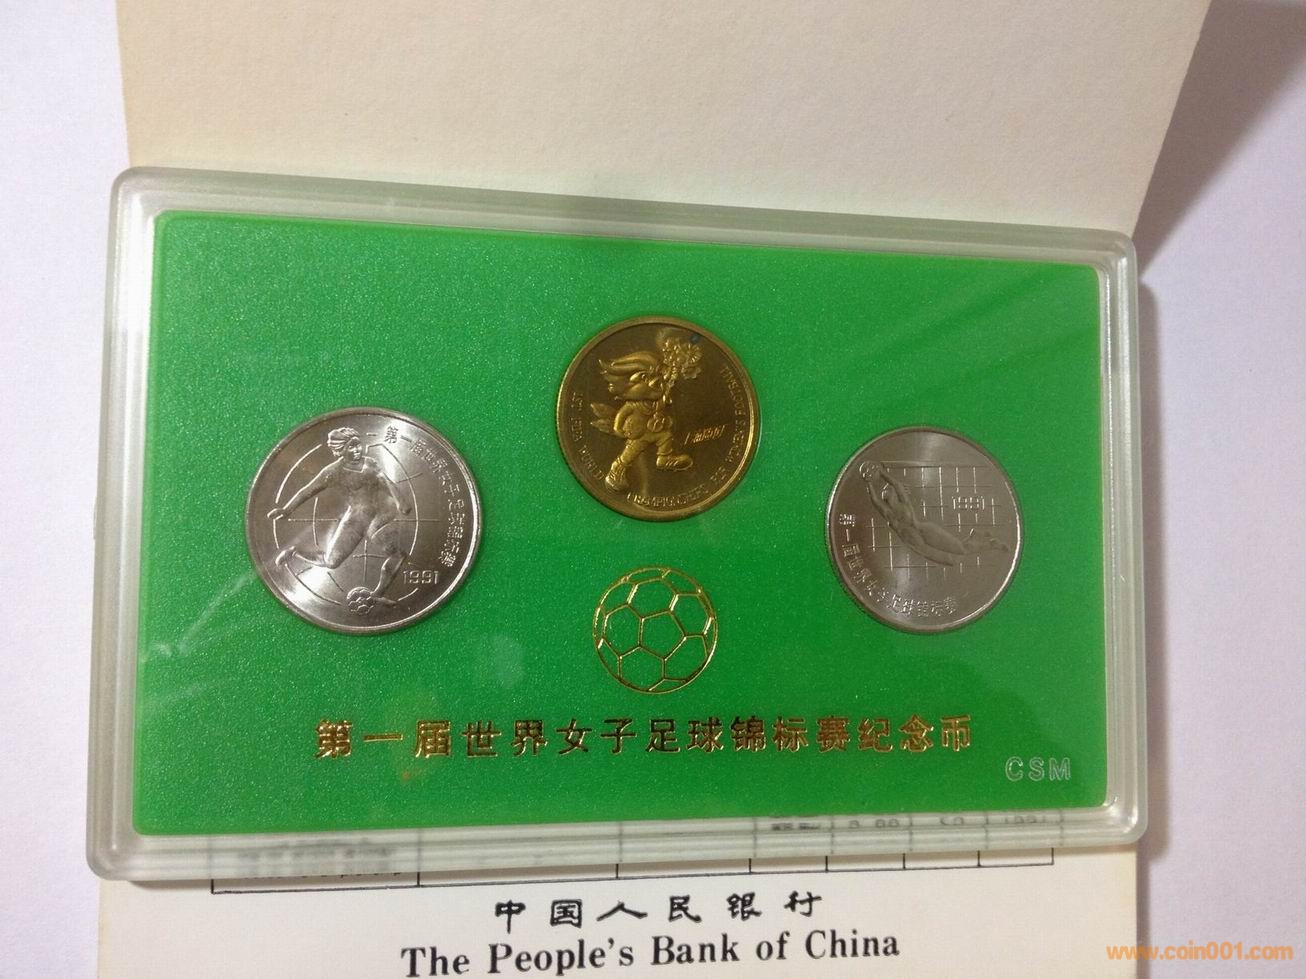 第一届世界女子足球锦标赛
1991
1ST FIFA WORLD CHAMPIONSHIPS FOR WOMEN'S FOOTBALL
1991
第一届世界女子足球锦标赛
第一届世界女子足球锦标赛纪念币
CSM
中国人民银行
The People's Bank of China
www.coin001.com